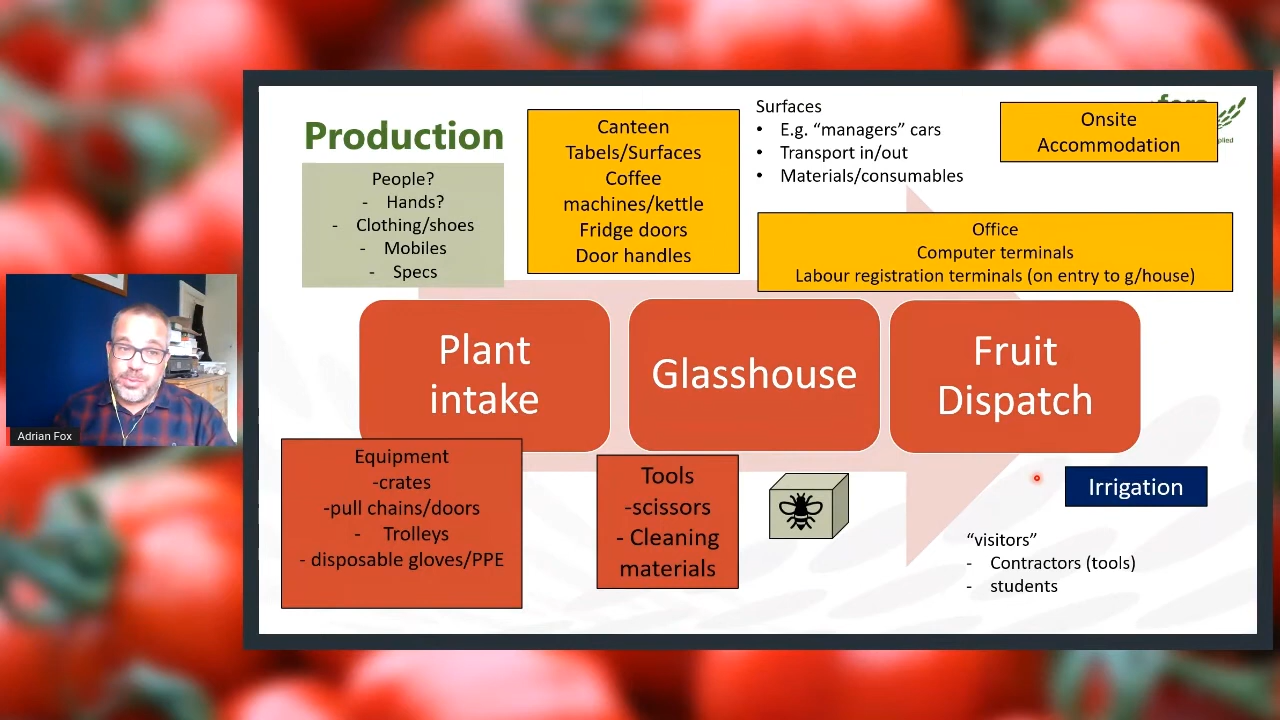 Production
People?
- Hands?
- Clothing/shoes
- Mobiles
- Specs
Canteen
Tabels/Surfaces
Coffee
machines/kettle
Fridge doors
Door handles
Surfaces
• E.g. “managers” cars
• Transport in/out
• Materials/consumables
Onsite
Accommodation
Office
Computer terminals
Labour registration terminals (on entry to g/house)
Plant
intake
Glasshouse
Fruit
Dispatch
Adrian Fox
Equipment
-crates
-pull chains/doors
- Trolleys
- disposable gloves/PPE
Tools
-scissors
- Cleaning
materials
Irrigation
“visitors”
- Contractors (tools)
- students